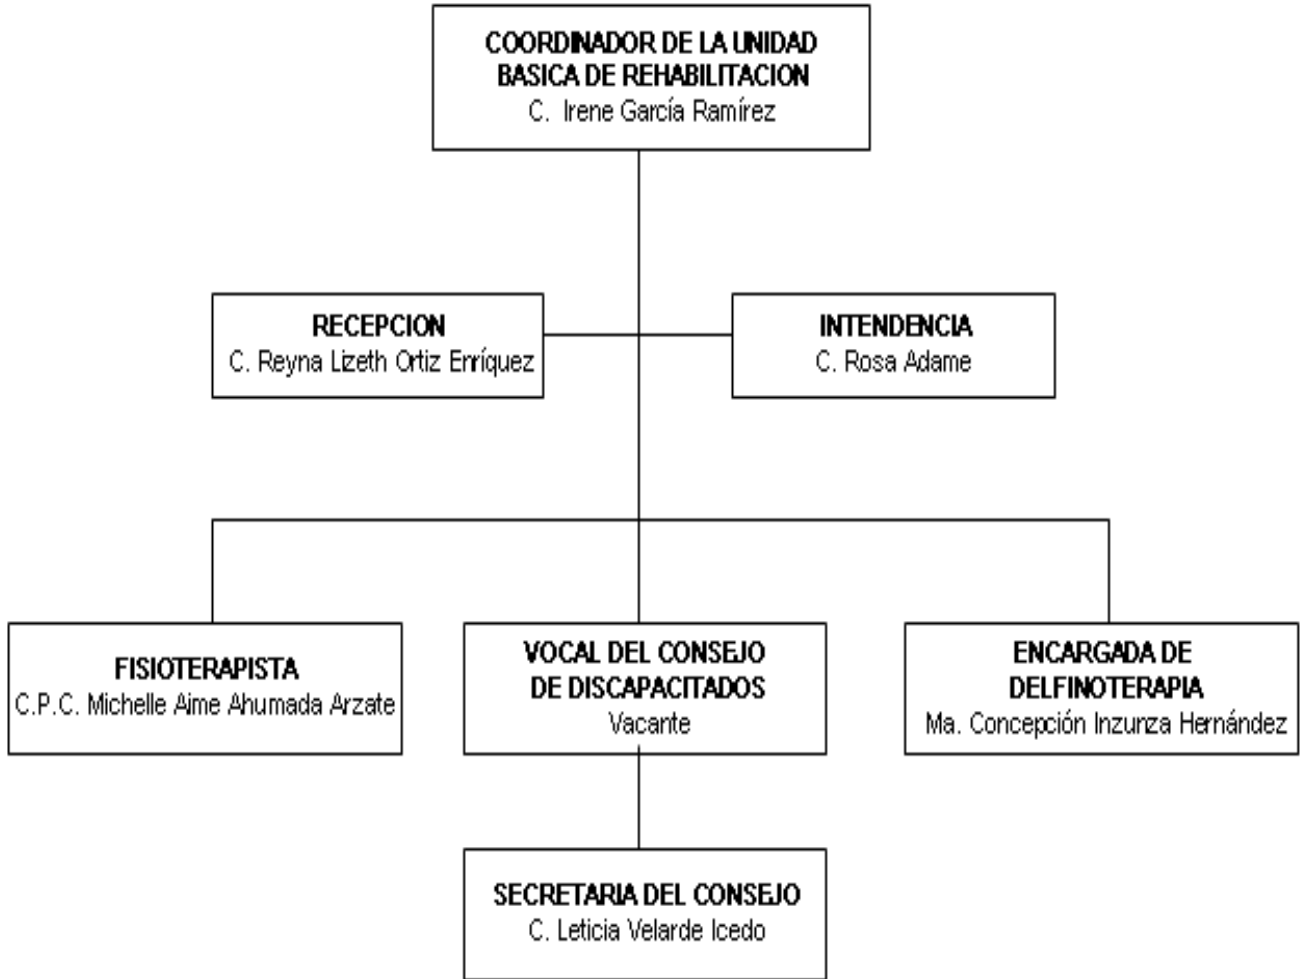 COORDINADOR DE LA UNIDAD
BASICA DE REHABILITACION
C. Irene García Ramírez
RECEPCION
C. Reyna Lizeth Ortiz Enríquez
INTENDENCIA
C. Rosa Adame
FISIOTERAPISTA
C.P.C. Michelle Aime Ahumada Arzate
VOCAL DEL CONSEJO
DE DISCAPACITADOS
Vacante
ENCARGADA DE
DELFINOTERAPIA
Ma. Concepción Inzunza Hernández
SECRETARIA DEL CONSEJO
C. Leticia Velarde Icedo